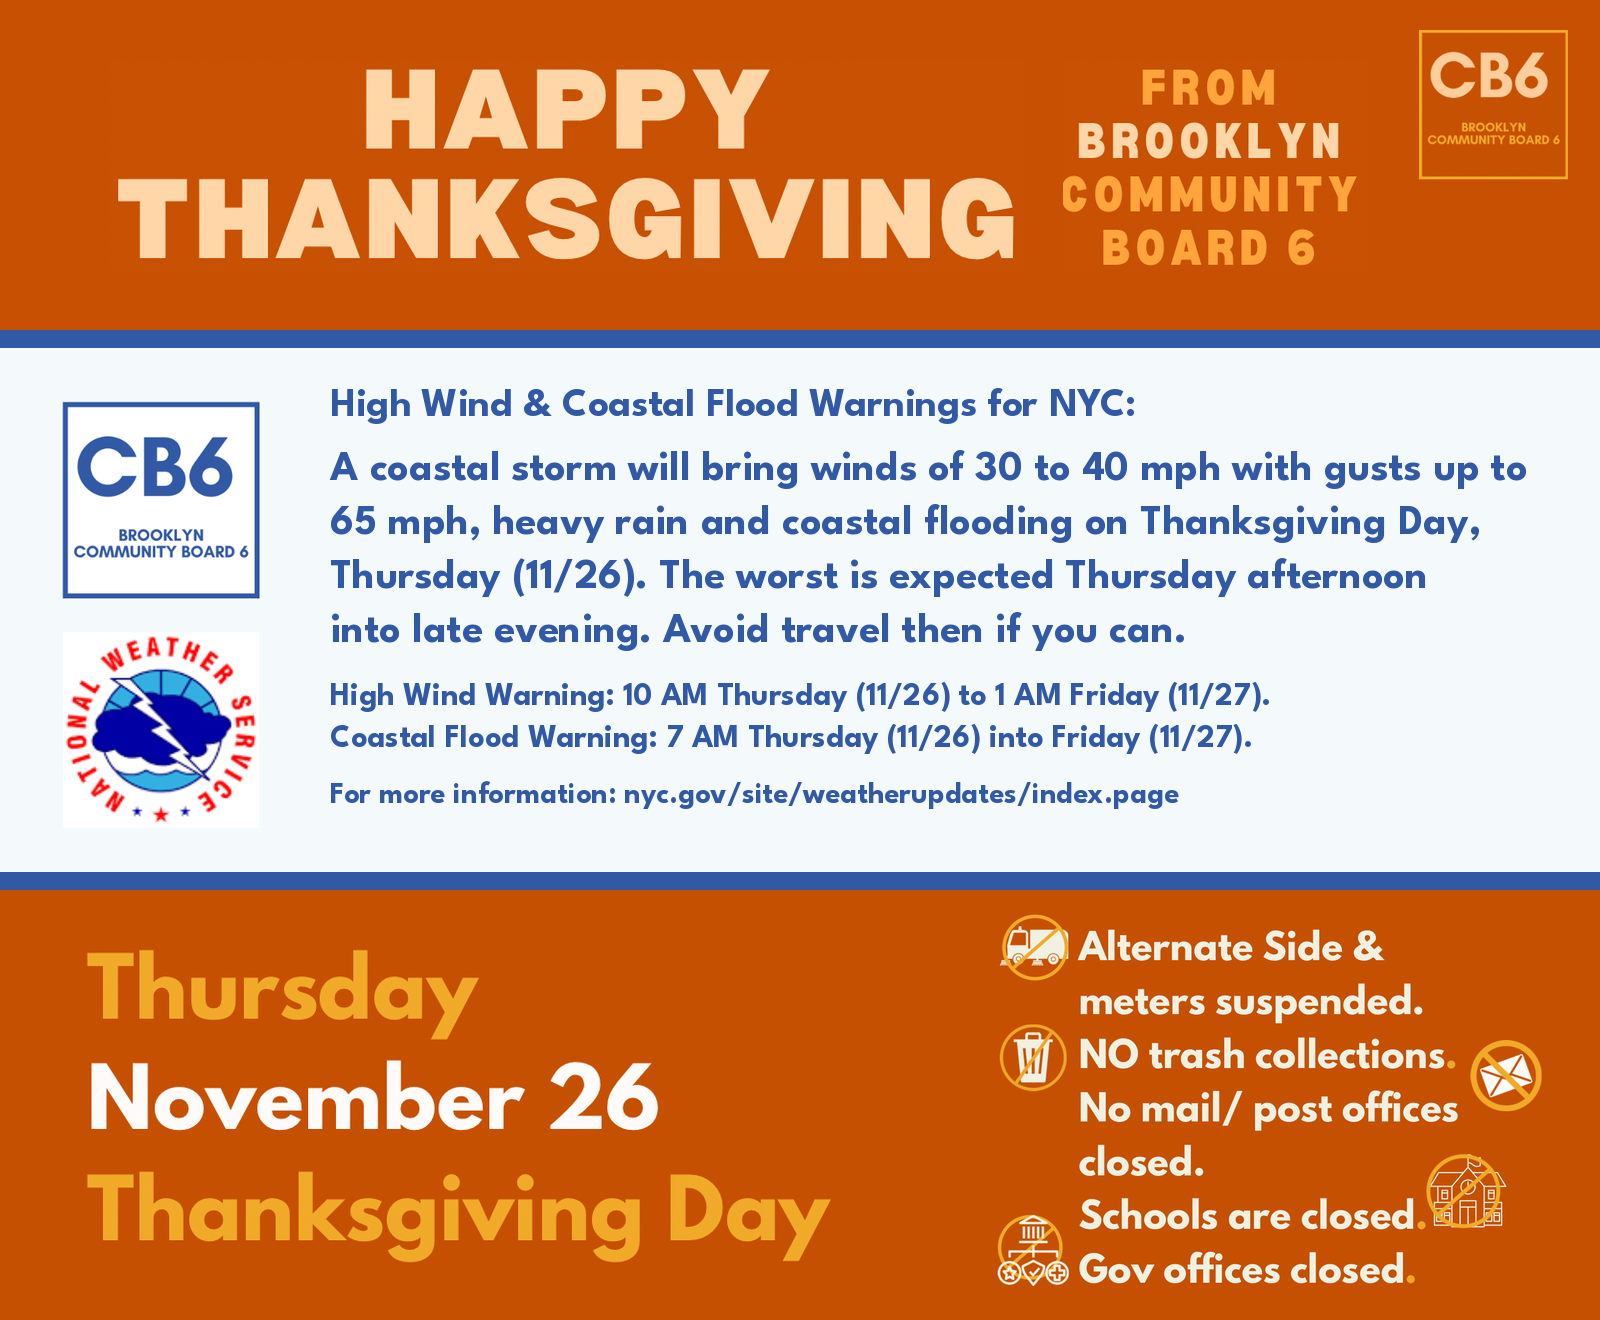 HAPPY
THANKSGIVING
FROM
BROOKLYN
COMMUNITY
BOARD 6
CB6
BROOKLYN
COMMUNITY BOARD 6
CB6
BROOKLYN
COMMUNITY BOARD 6
NATIONAL WEATHER SERVICE
High Wind & Coastal Flood Warnings for NYC:
A coastal storm will bring winds of 30 to 40 mph with gusts up to
65 mph, heavy rain and coastal flooding on Thanksgiving Day,
Thursday (11/26). The worst is expected Thursday afternoon
into late evening. Avoid travel then if you can.
High Wind Warning: 10 AM Thursday (11/26) to 1 AM Friday (11/27).
Coastal Flood Warning: 7 AM Thursday (11/26) into Friday (11/27).
For more information: nyc.gov/site/weatherupdates/index.page
Thursday
November 26
Thanksgiving Day
Alternate Side &
meters suspended.
NO trash collections.
No mail/ post offices
closed.
Schools are closed.
Gov offices closed.